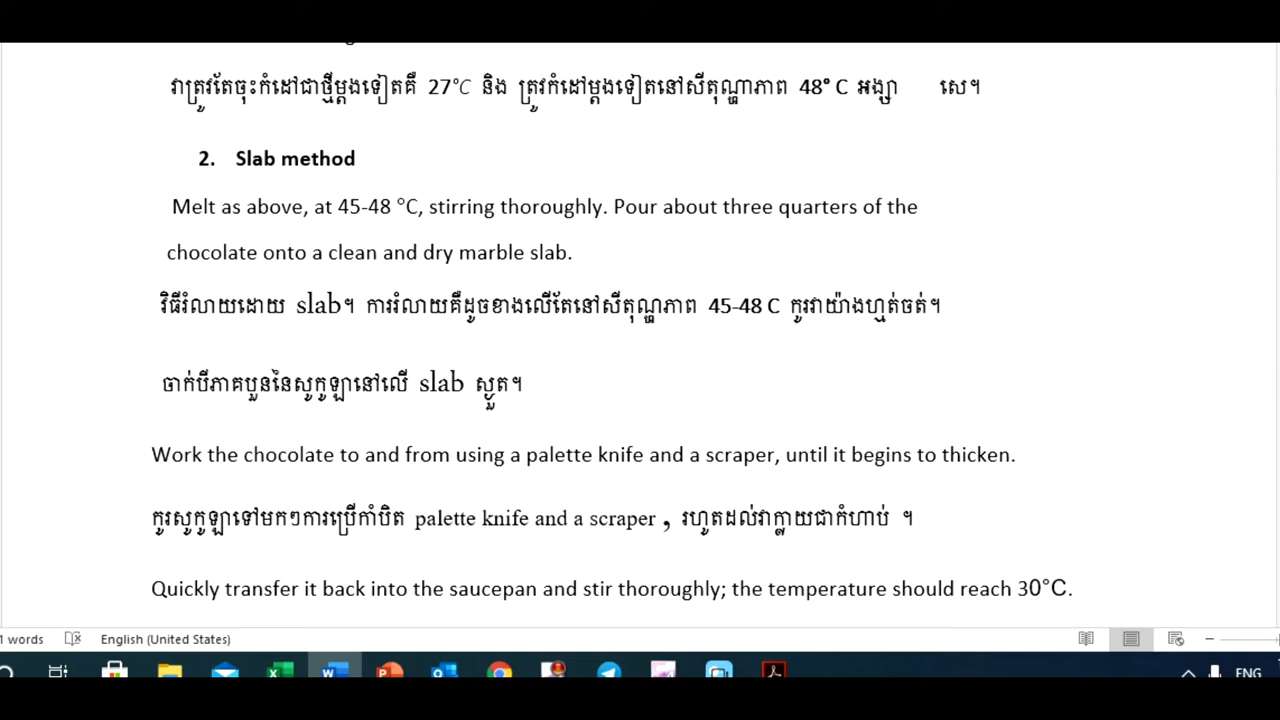 វាត្រូវតែចុះកំដៅជាថ្មីម្ដងទៀតគឺ 27°C និង ត្រូវកំដៅម្ដងទៀតនៅសីតុណ្ហាភាព 48° C អង្សា សេ។
2. Slab method
Melt as above, at 45-48 °C, stirring thoroughly. Pour about three quarters of the
chocolate onto a clean and dry marble slab.
វិធីរំលាយដោយ slab។ ការរំលាយគឺដូចខាងលើតែនៅសីតុណ្ហភាព 45-48 C កូរវាយ៉ាងហ្មត់ចត់។
ចាក់បីភាគបួននៃសូកូឡានៅលើ slab ស្ងួត។
Work the chocolate to and from using a palette knife and a scraper, until it begins to thicken.
កូរសូកូឡាទៅមកៗការប្រើកាំបិត palette knife and a scraper , រហូតដល់វាក្លាយជាកំហាប់ ។
Quickly transfer it back into the saucepan and stir thoroughly; the temperature should reach 30°C.
1 words English (United States)
ENG